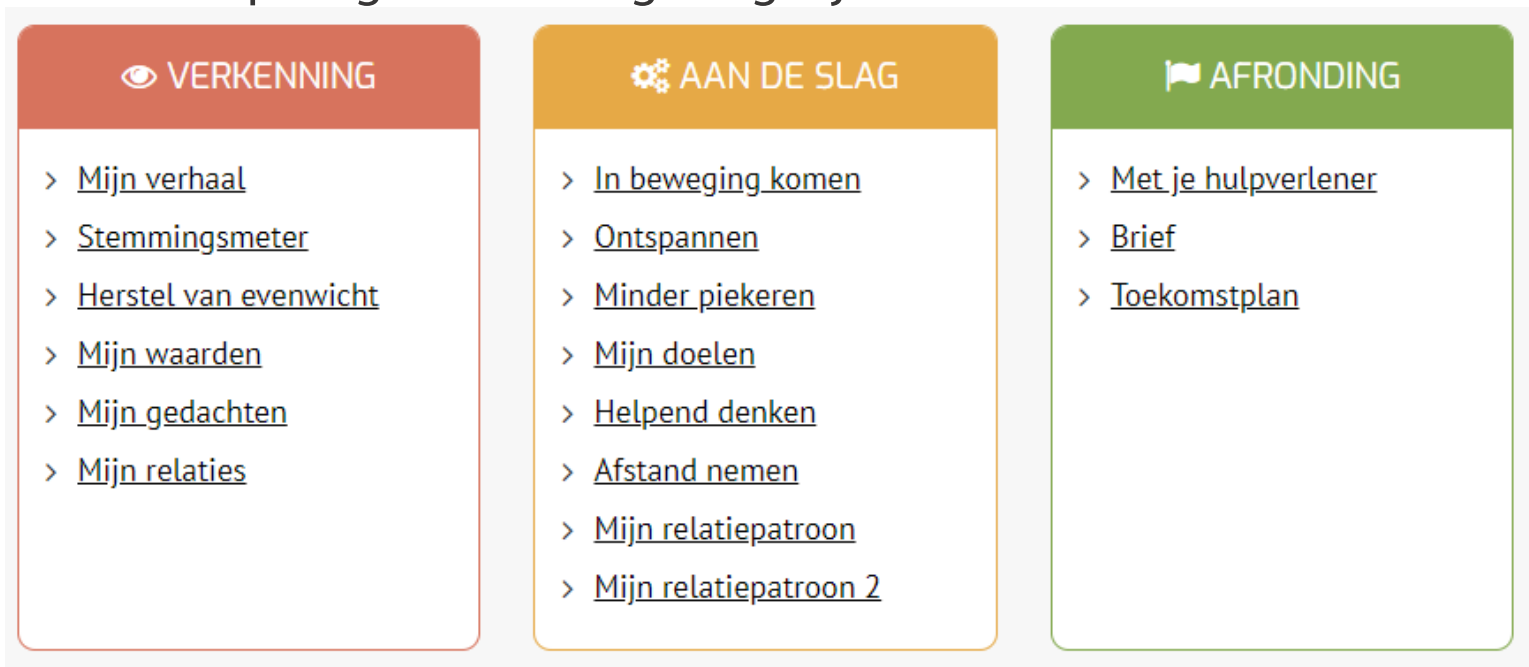 VERKENNING
Mijn verhaal
Stemmingsmeter
Herstel van evenwicht
Mijn waarden
Mijn gedachten
Mijn relaties
AAN DE SLAG
In beweging komen
Ontspannen
Minder piekeren
Mijn doelen
Helpend denken
Afstand nemen
Mijn relatiepatroon
Mijn relatiepatroon 2
AFRONDING
Met je hulpverlener
Brief
Toekomstplan